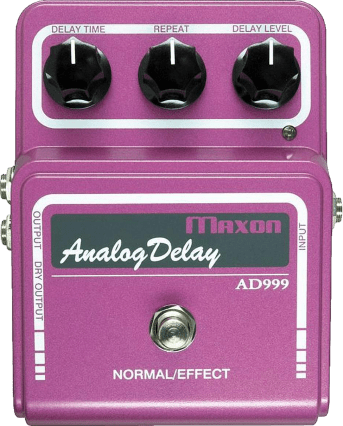 DELAY TIME
REPEAT
DELAY LEVEL
MAXON
Analog Delay
AD999
OUTPUT
DRY OUTPUT
INPUT
NORMAL/EFFECT